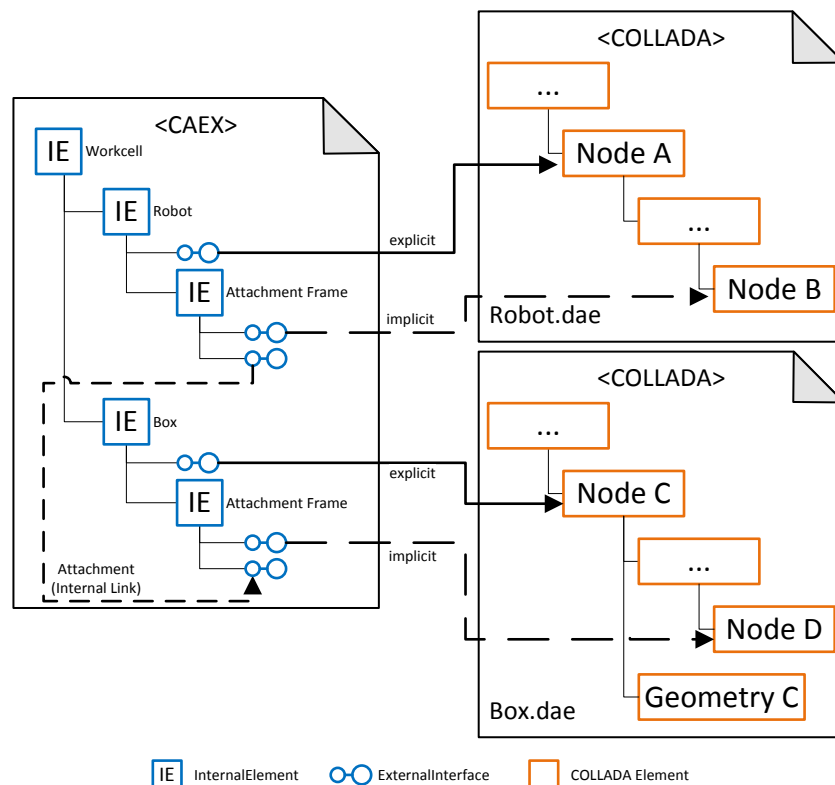 <CAEX>
IE Workcell
IE Robot
explicit
IE Attachment Frame
implicit
IE Box
explicit
IE Attachment Frame
implicit
Attachment
(Internal Link)
<COLLADA>
...
Node A
...
Node B
Robot.dae
<COLLADA>
...
Node C
...
Node D
Geometry C
Box.dae
IE InternalElement
ExternalInterface
COLLADA Element